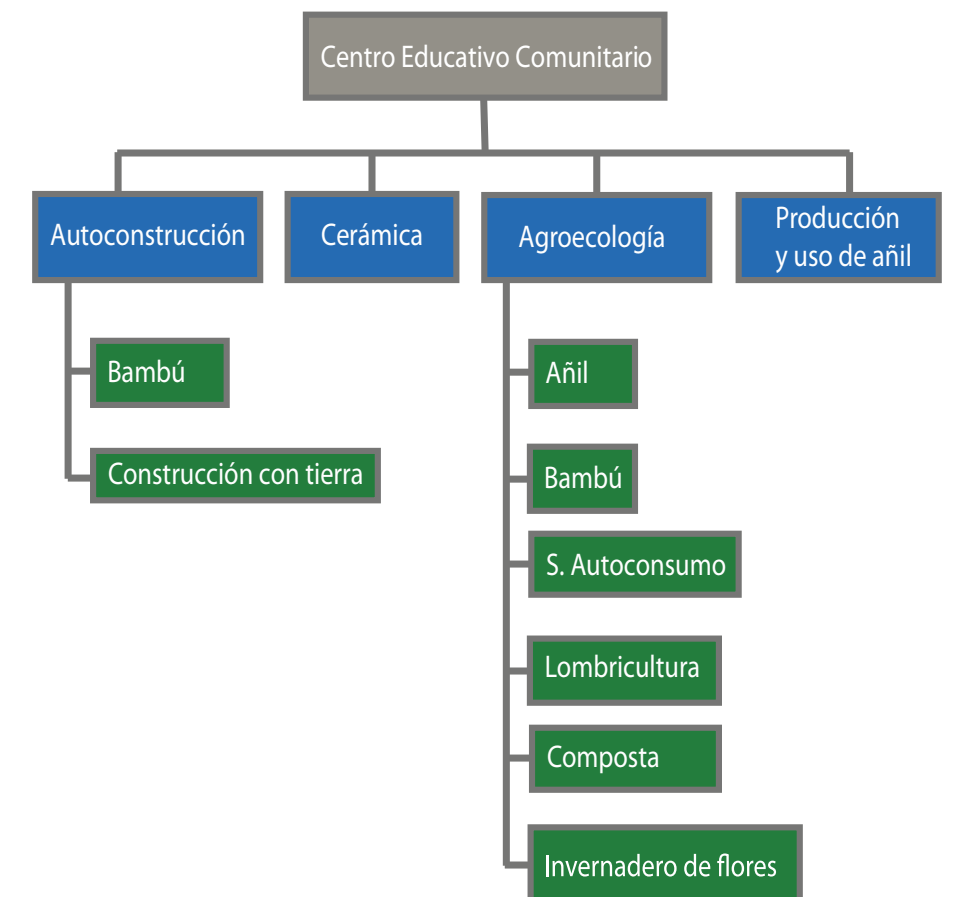 Centro Educativo Comunitario
Autoconstrucción
Cerámica
Agroecología
Producción
y uso de añil
Bambú
Construcción con tierra
Añil
Bambú
S. Autoconsumo
Lombricultura
Composta
Invernadero de flores